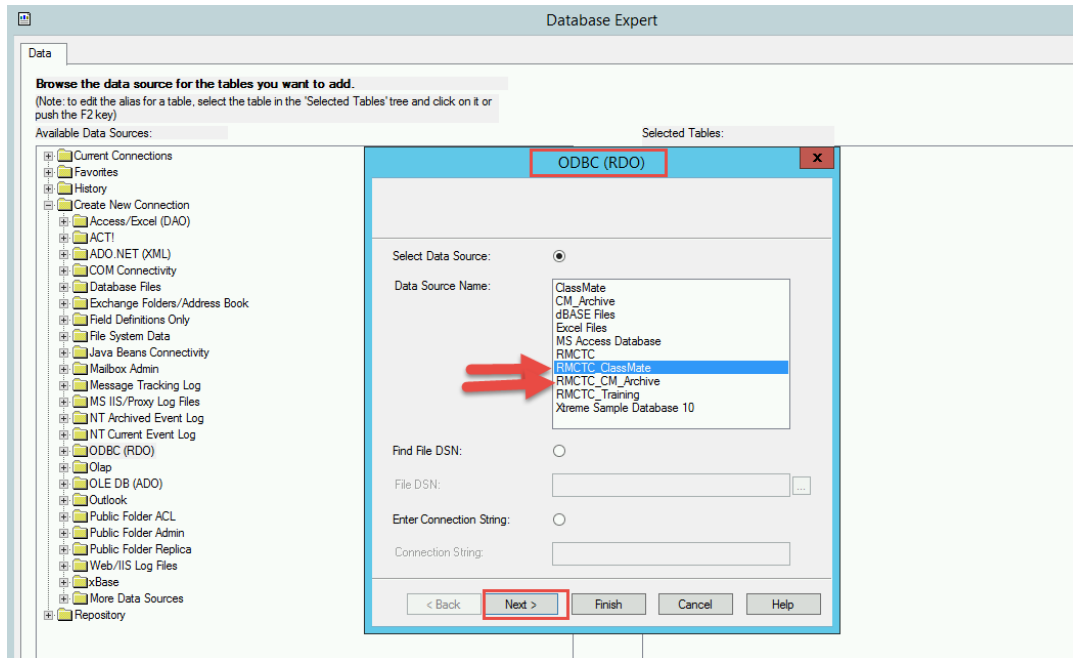 Database Expert
Data
Browse the data source for the tables you want to add.
(Note: to edit the alias for a table, select the table in the 'Selected Tables' tree and click on it or
push the F2 key)
Available Data Sources:
Selected Tables:
Current Connections
Favorites
History
Create New Connection
Access/Excel (DAO)
ACT!
ADO.NET (XML)
COM Connectivity
Database Files
Exchange Folders/Address Book
Field Definitions Only
File System Data
Java Beans Connectivity
Mailbox Admin
Message Tracking Log
MS IIS/Proxy Log Files
NT Archived Event Log
NT Current Event Log
ODBC (RDO)
Olap
OLE DB (ADO)
Outlook
Public Folder ACL
Public Folder Admin
Public Folder Replica
Web/IIS Log Files
xBase
More Data Sources
Repository
ODBC (RDO)
x
Select Data Source:
Data Source Name:
ClassMate
CM_Archive
dBASE Files
Excel Files
MS Access Database
RMCTC
RMCTC_ClassMate
RMCTC_CM_Archive
RMCTC_Training
Xtreme Sample Database 10
Find File DSN:
File DSN:
...
Enter Connection String:
Connection String:
< Back
Next >
Finish
Cancel
Help